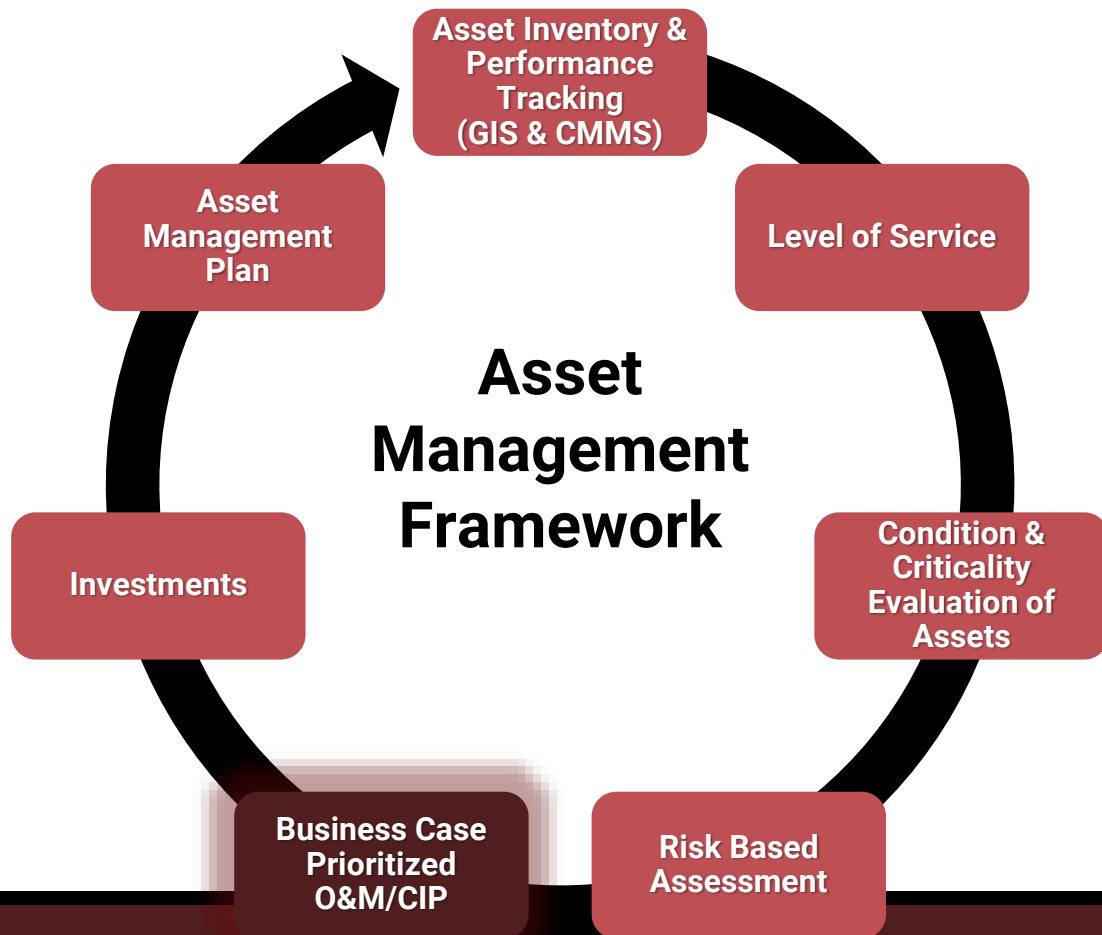 Asset Inventory &
Performance
Tracking
(GIS & CMMS)
Level of Service
Condition &
Criticality
Evaluation of
Assets
Risk Based
Assessment
Business Case
Prioritized
O&M/CIP
Investments
Asset
Management
Plan
Asset
Management
Framework